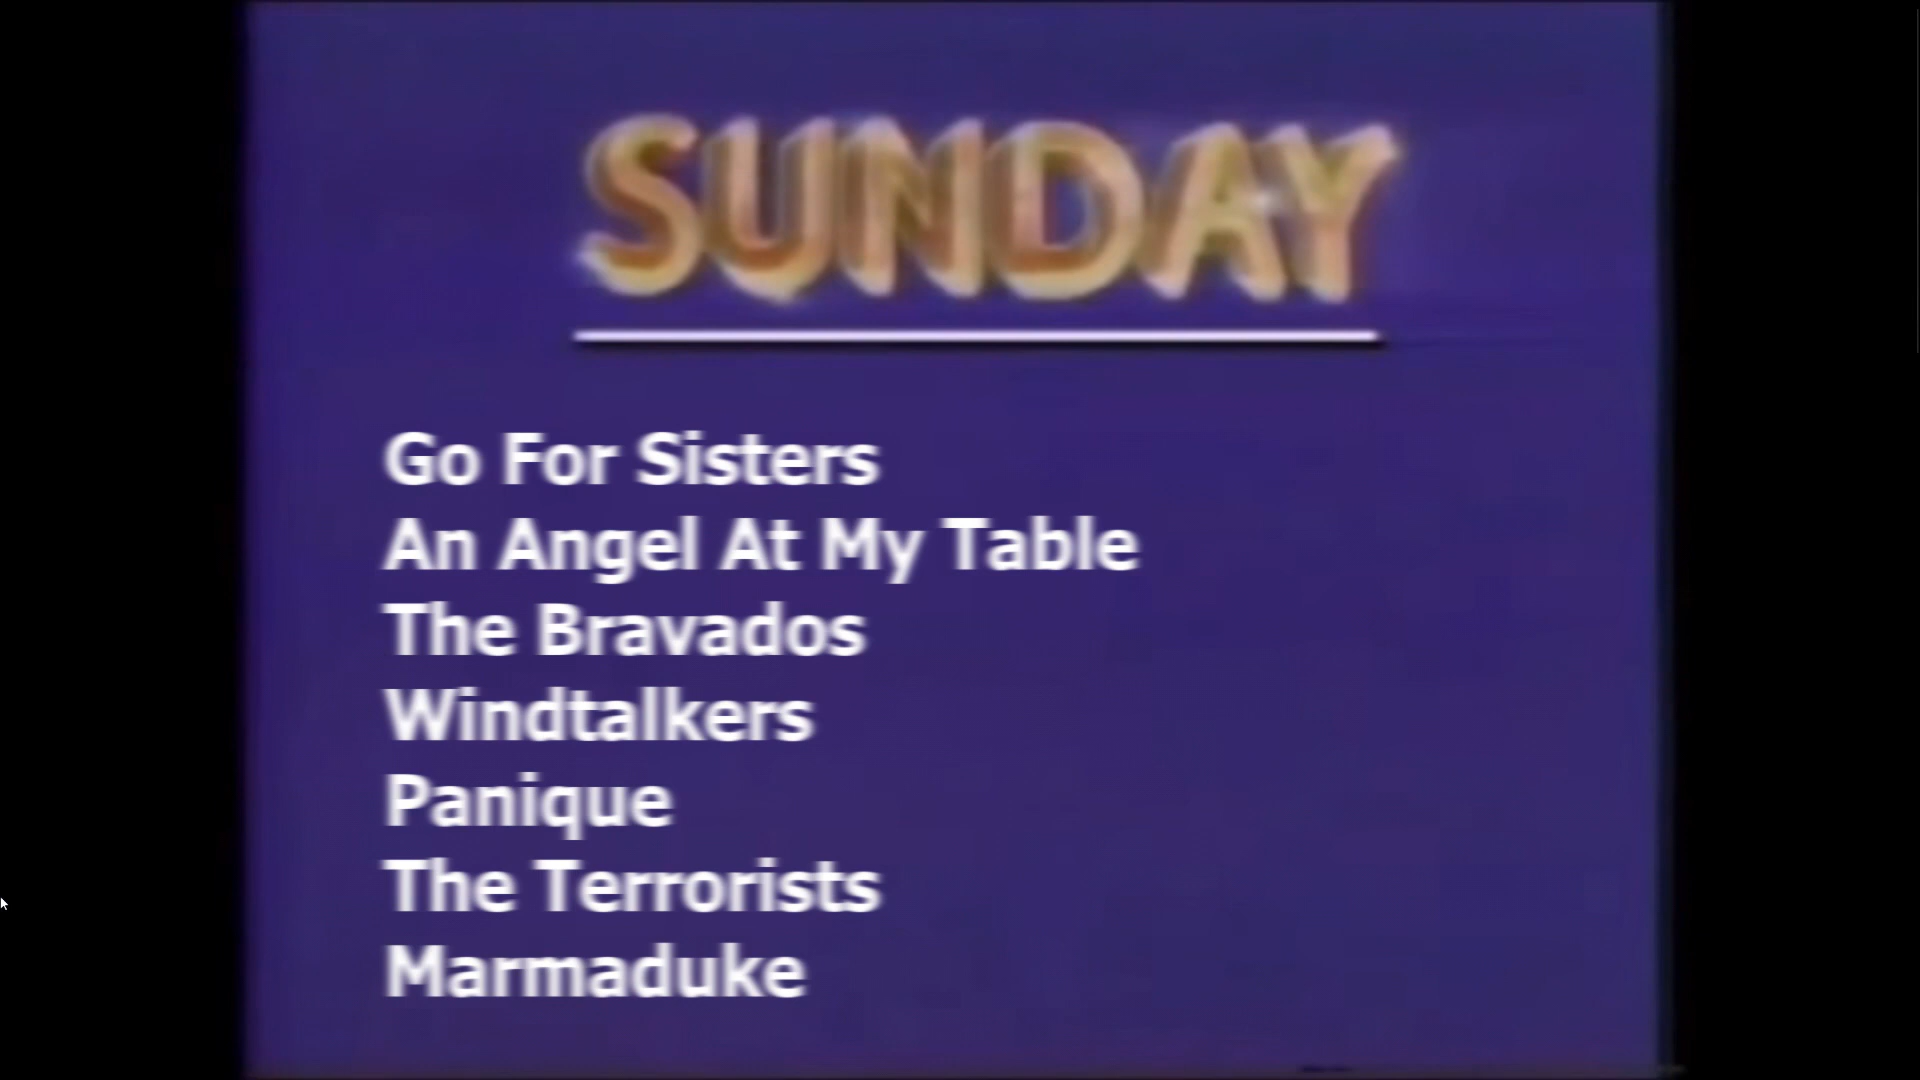 SUNDAY
Go For Sisters
An Angel At My Table
The Bravados
Windtalkers
Panique
The Terrorists
Marmaduke